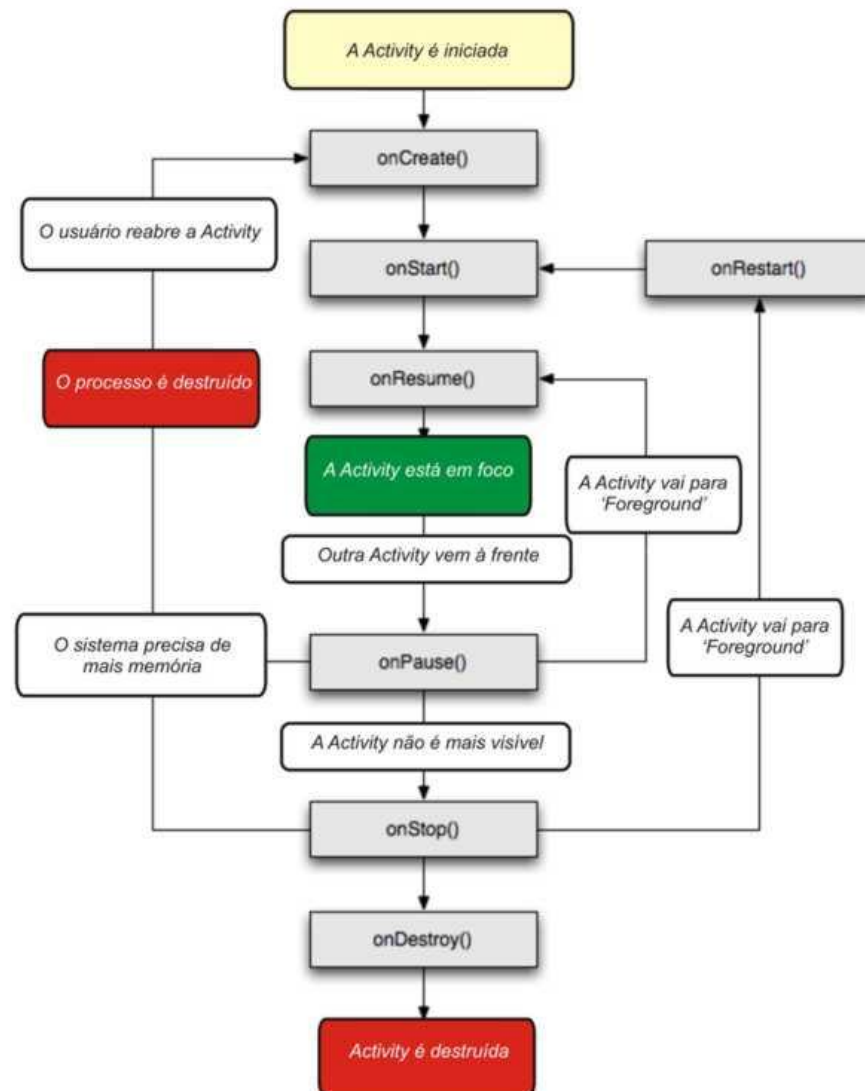 A Activity é iniciada
onCreate()
O usuário reabre a Activity
onStart()
onRestart()
O processo é destruído
onResume()
A Activity está em foco
A Activity vai para
'Foreground'
Outra Activity vem à frente
O sistema precisa de
mais memória
onPause()
A Activity vai para
'Foreground'
A Activity não é mais visível
onStop()
onDestroy()
Activity é destruída